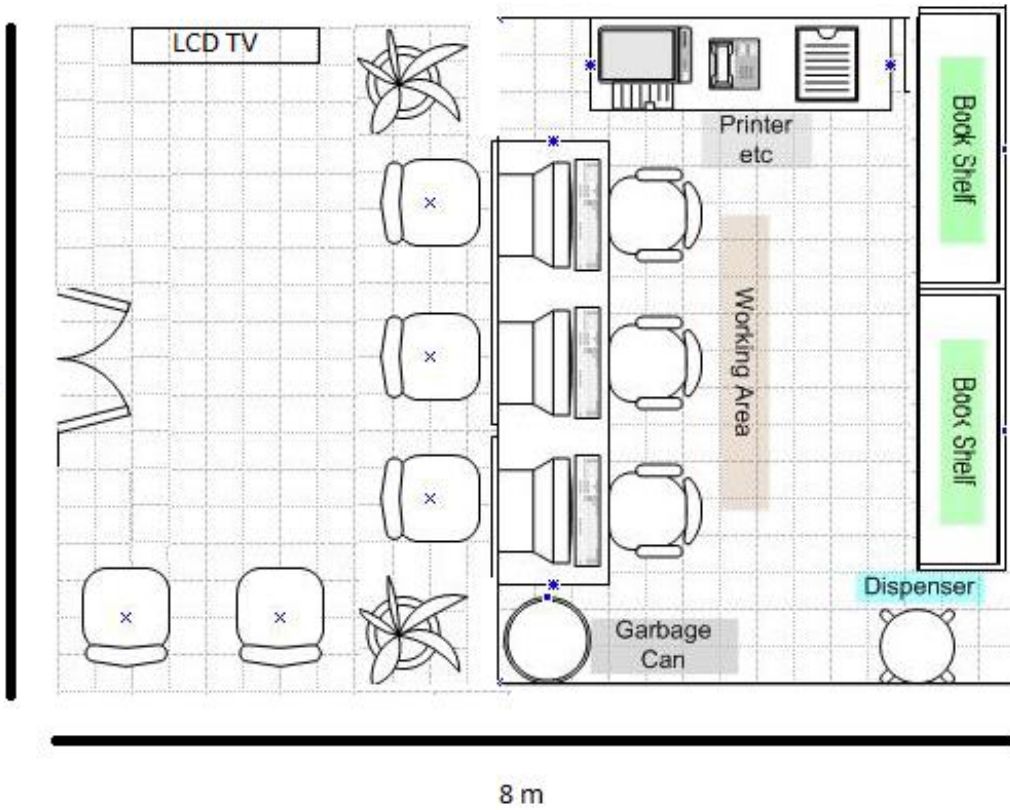 LCD TV
Printer
etc
Book Shelf
Working Area
Book Shelf
Dispenser
Garbage
Can
8 m